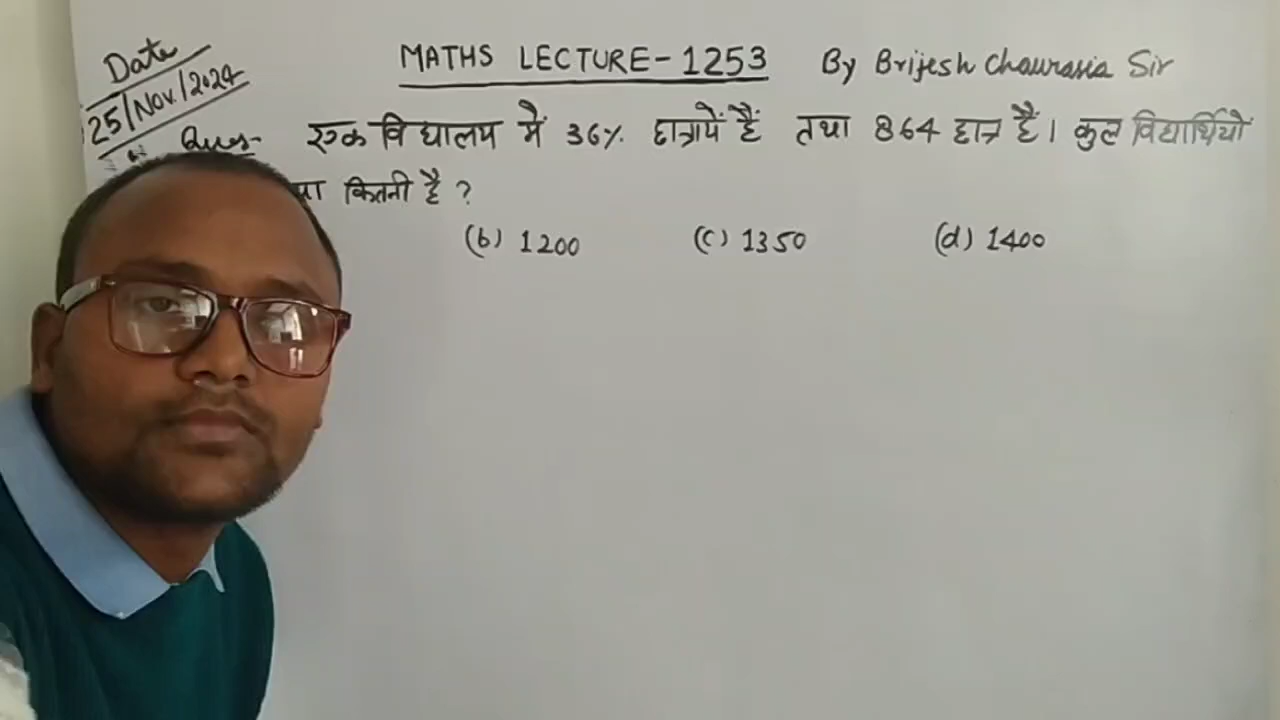 Date
25/Nov./2024
MATHS LECTURE-1253 By Brijesh Chaurasia Sir
Ques- एक विद्यालय में 36% छात्रायें हैं तथा 864 छात्र हैं। कुल विद्यार्थियों
कितनी है ?
(b) 1200 (c) 1350 (d) 1400